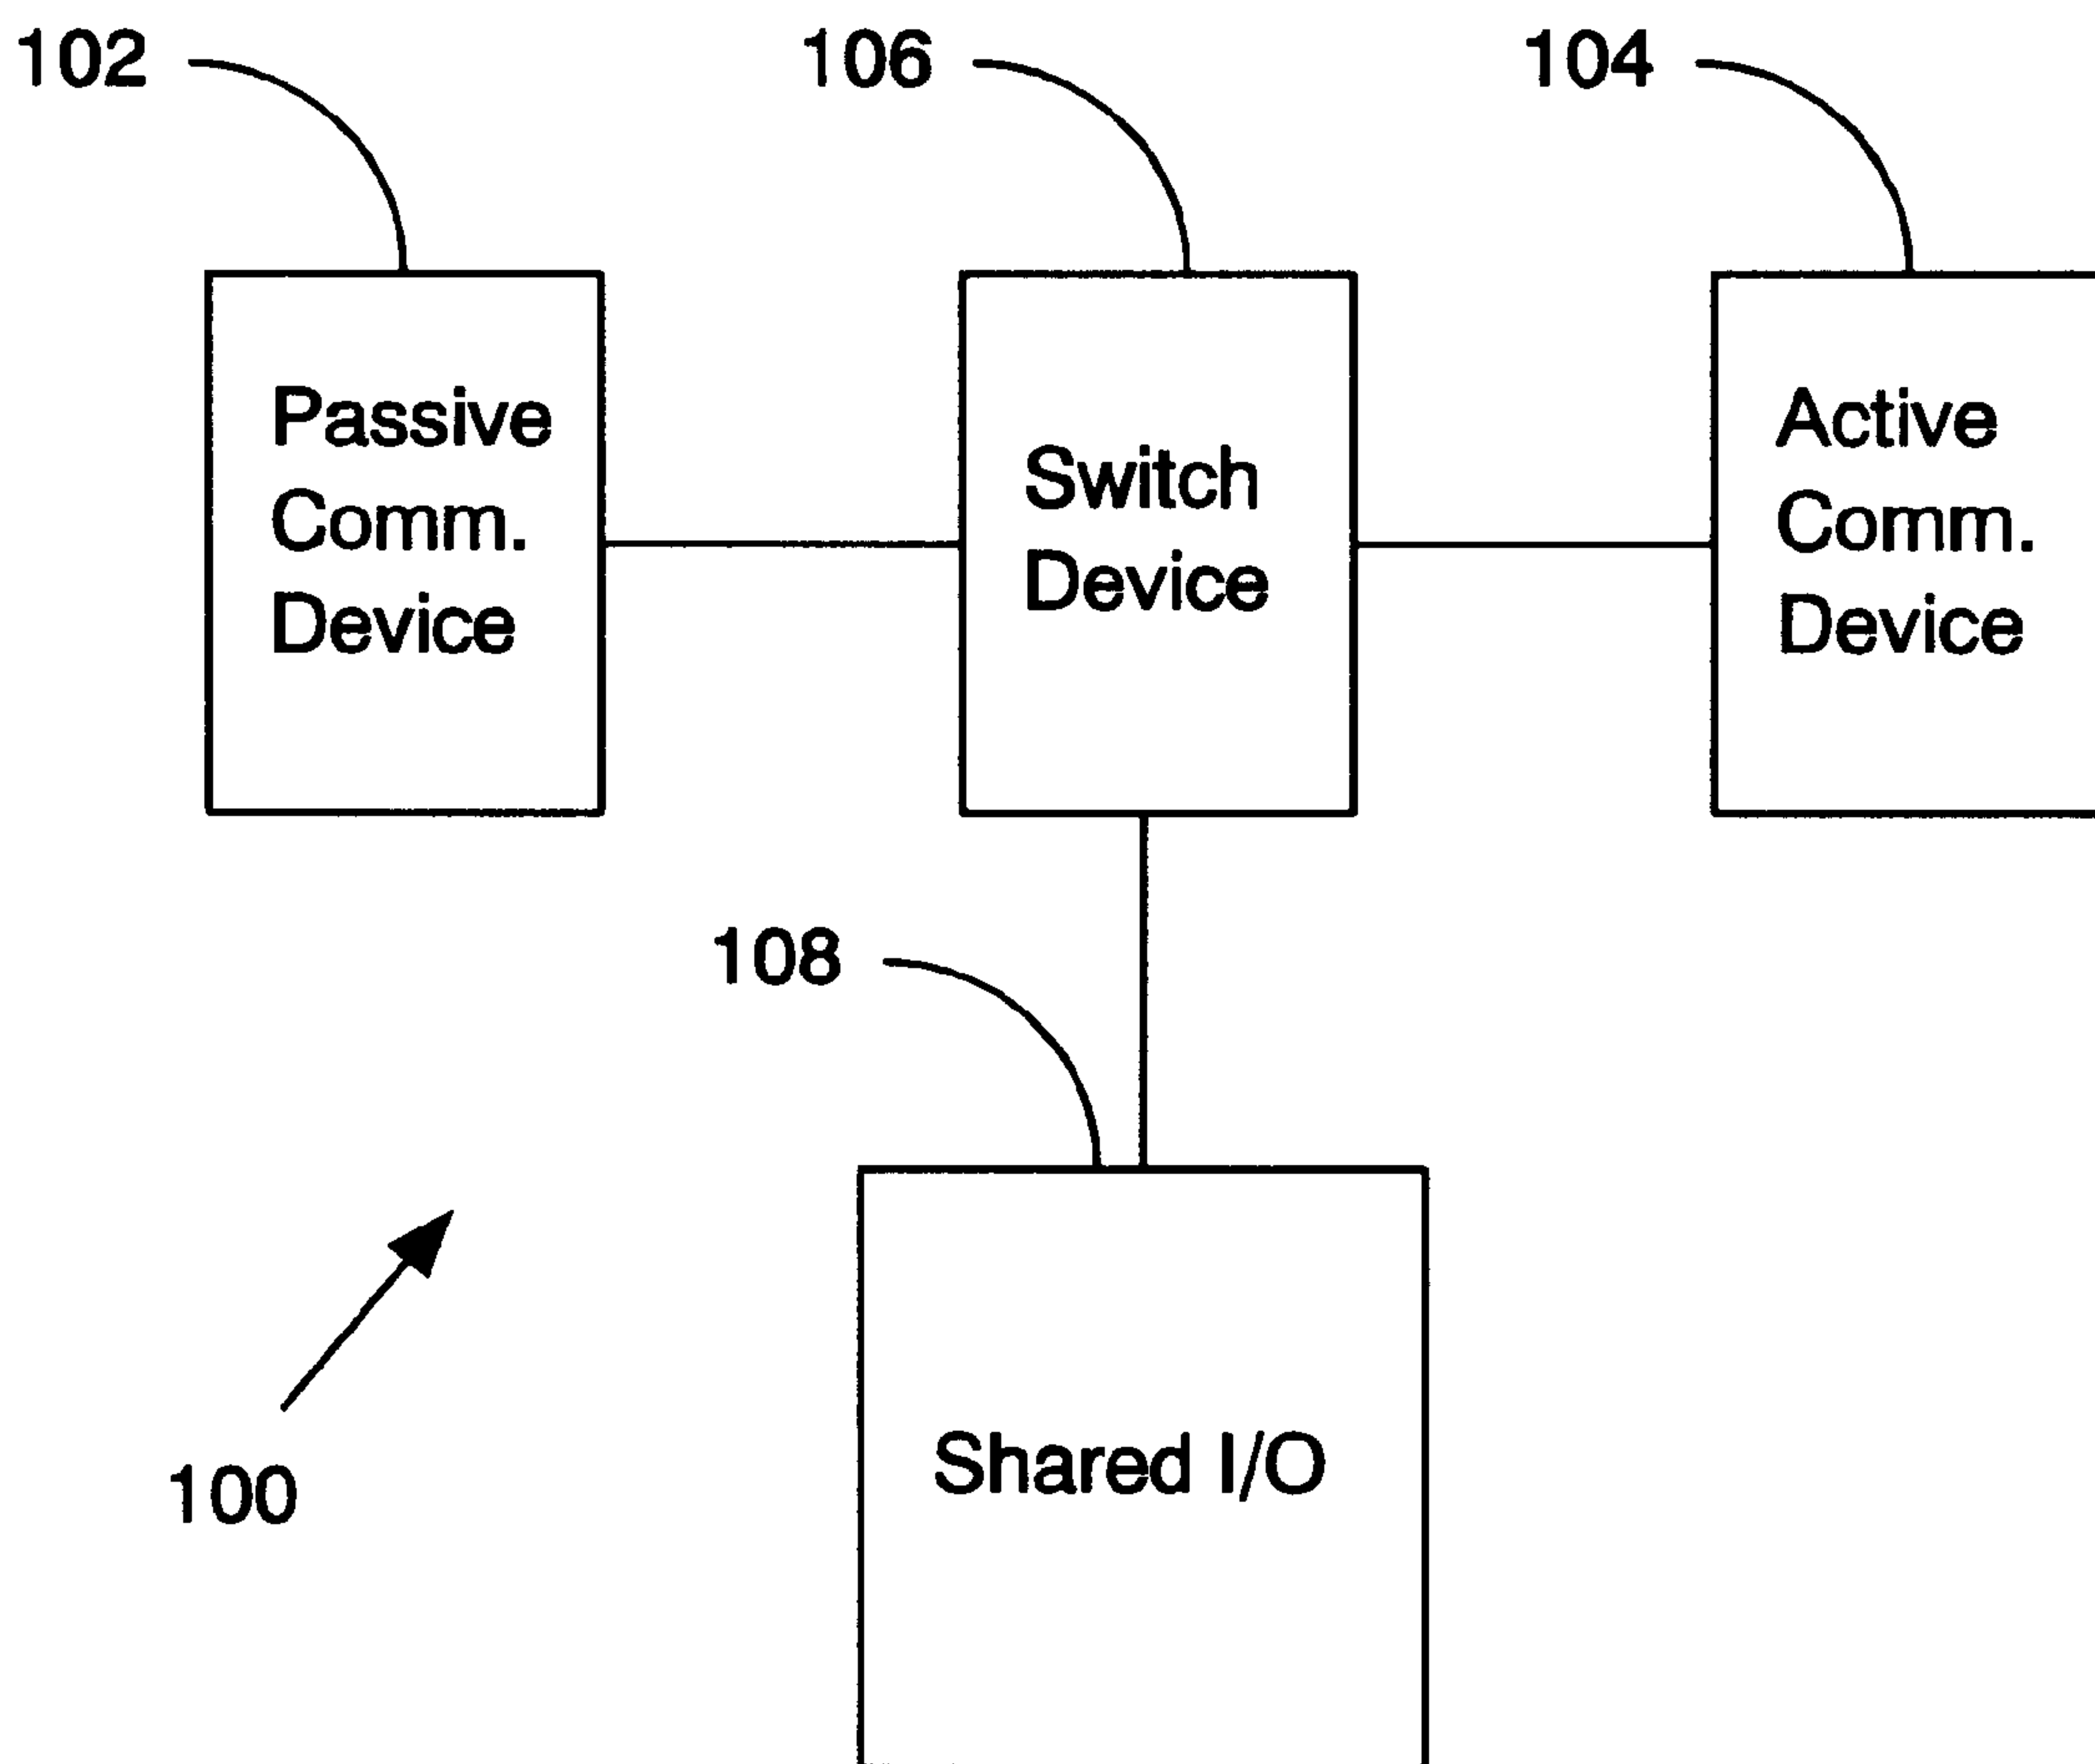 102
106
104
Passive
Comm.
Device
Switch
Device
Active
Comm.
Device
108
Shared I/O
100